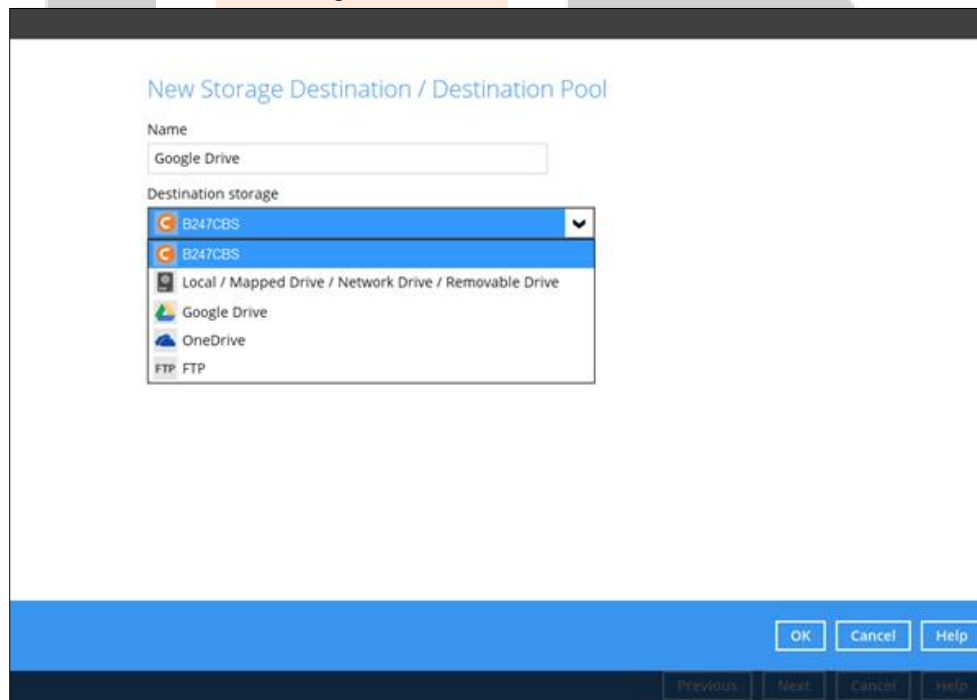 New Storage Destination / Destination Pool
Name
Google Drive
Destination storage
B247CBS
B247CBS
Local / Mapped Drive / Network Drive / Removable Drive
Google Drive
OneDrive
FTP FTP
OK Cancel Help
Previous Next Cancel Help